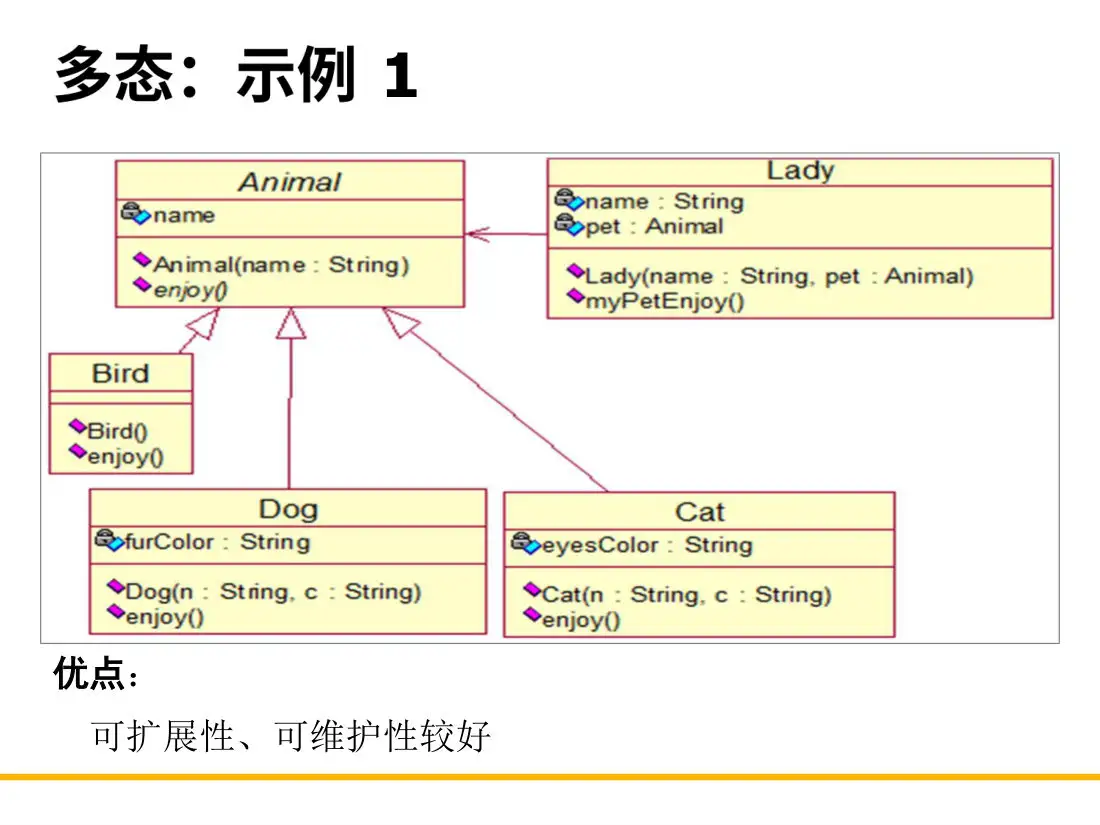 多态：示例 1
Animal
name
Animal(name : String)
enjoy()
Lady
name : String
pet : Animal
Lady(name : String, pet : Animal)
myPetEnjoy()
Bird
Bird()
enjoy()
Dog
furColor : String
Dog(n : String, c : String)
enjoy()
Cat
eyesColor : String
Cat(n : String, c : String)
enjoy()
优点：
可扩展性、可维护性较好